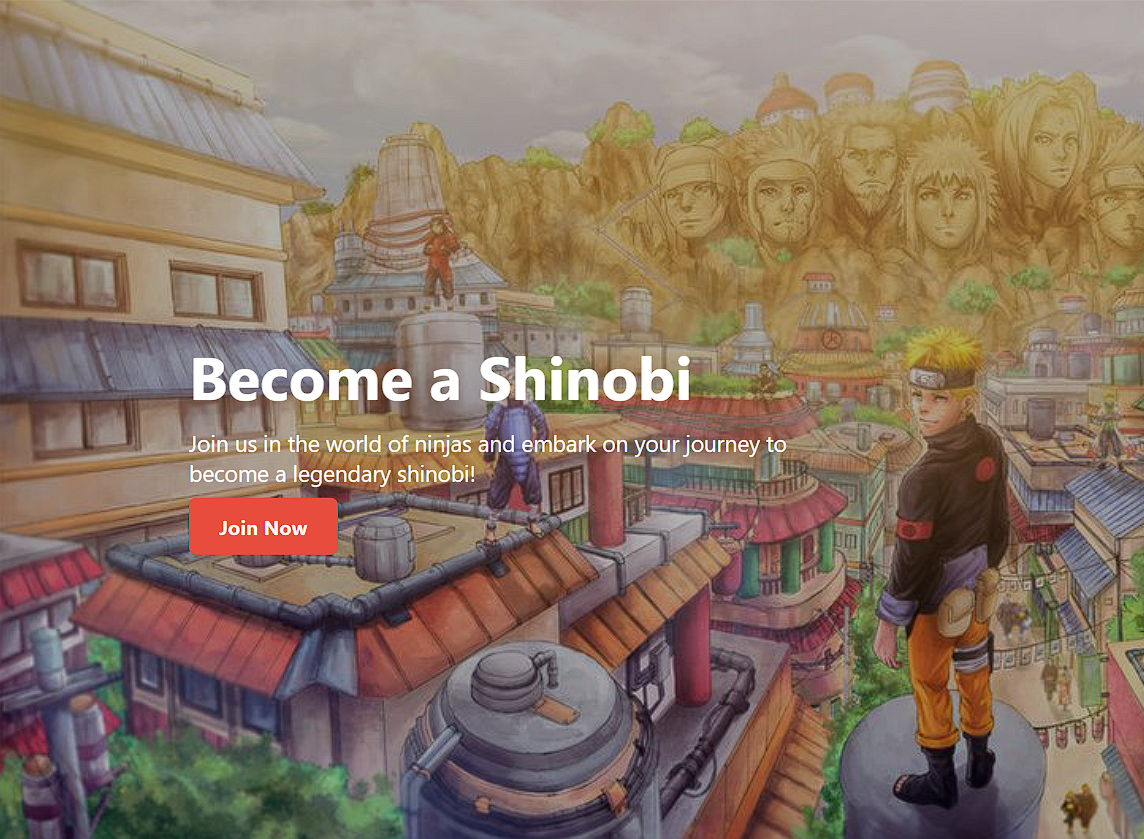 Become a Shinobi
Join us in the world of ninjas and embark on your journey to
become a legendary shinobi!
Join Now